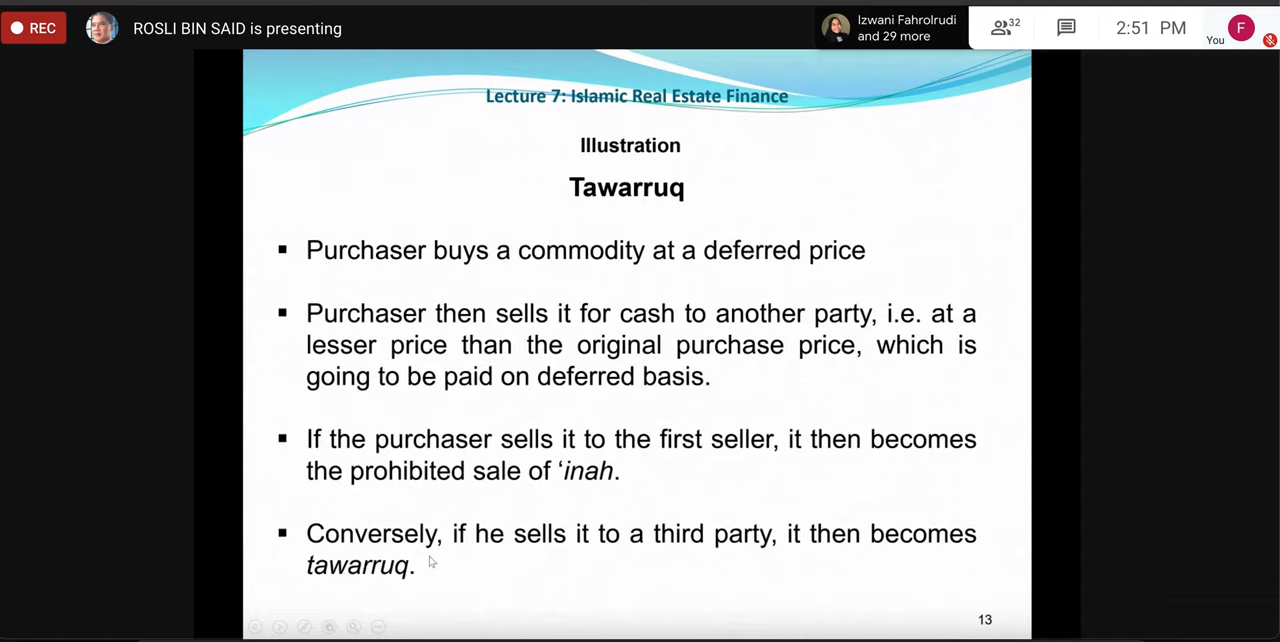 REC
ROSLI BIN SAID is presenting
Izwani Fahrolrudi
and 29 more
32
2:51 PM
You
F
Lecture 7: Islamic Real Estate Finance
Illustration
Tawarruq
▪ Purchaser buys a commodity at a deferred price
▪ Purchaser then sells it for cash to another party, i.e. at a
lesser price than the original purchase price, which is
going to be paid on deferred basis.
▪ If the purchaser sells it to the first seller, it then becomes
the prohibited sale of ‘inah.
▪ Conversely, if he sells it to a third party, it then becomes
tawarruq.
13